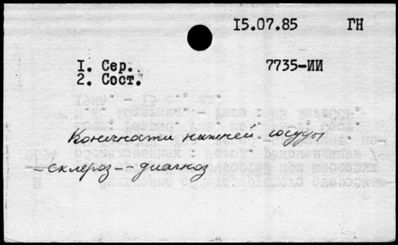 15.07.85 ГН
1. Сер. 7735-ИИ
2. Сост.
Конечности нижней. сосуды
—склероз--диагноз